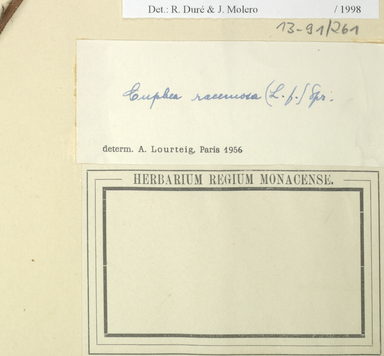 Det.: R. Duré & J. Molero / 1998
13-91/261
Cuphea racemosa (L. f.) Spr.
determ. A. Lourteig, Paris 1956
HERBARIUM REGIUM MONACENSE.